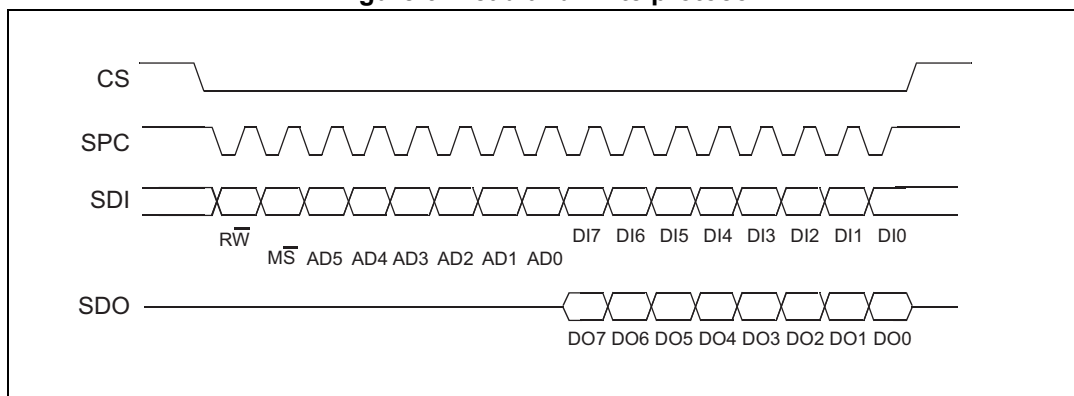 CS
SPC
SDI
RW̅
DI7 DI6 DI5 DI4 DI3 DI2 DI1 DI0
MS̅ AD5 AD4 AD3 AD2 AD1 AD0
SDO
DO7 DO6 DO5 DO4 DO3 DO2 DO1 DO0